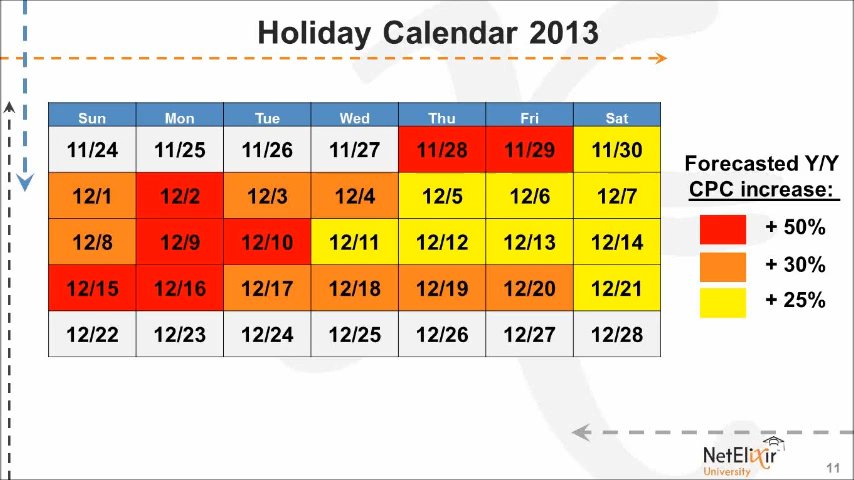 Holiday Calendar 2013
Sun Mon Tue Wed Thu Fri Sat
11/24 11/25 11/26 11/27 11/28 11/29 11/30
12/1 12/2 12/3 12/4 12/5 12/6 12/7
12/8 12/9 12/10 12/11 12/12 12/13 12/14
12/15 12/16 12/17 12/18 12/19 12/20 12/21
12/22 12/23 12/24 12/25 12/26 12/27 12/28
Forecasted Y/Y
CPC increase:
+ 50%
+ 30%
+ 25%
NetElixir
University
11